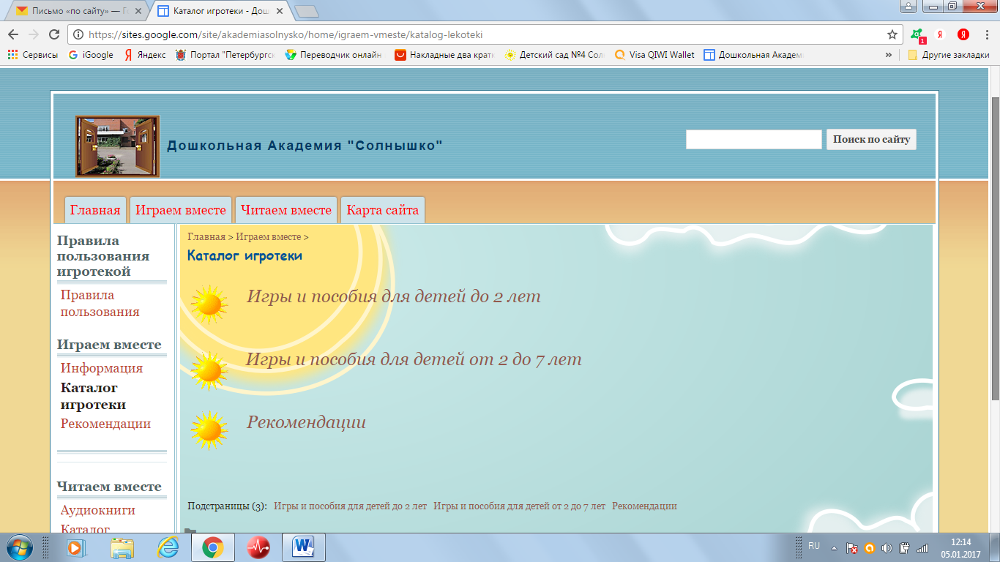 Письмо «по сайту» — Го
Каталог игротеки - Дош
https://sites.google.com/site/akademiasolnysko/home/igraem-vmeste/katalog-lekoteki
1
Сервисы
iGoogle
Яндекс
Портал "Петербургск
Переводчик онлайн
Накладные два кратк
Детский сад №4 Солн
Visa QIWI Wallet
Дошкольная Академи
»
Другие закладки
Дошкольная Академия "Солнышко"
Поиск по сайту
Главная
Играем вместе
Читаем вместе
Карта сайта
Правила
пользования
игротекой
Правила
пользования
Играем вместе
Информация
Каталог
игротеки
Рекомендации
Читаем вместе
Аудиокниги
Каталог
Главная > Играем вместе >
Каталог игротеки
Игры и пособия для детей до 2 лет
Игры и пособия для детей от 2 до 7 лет
Рекомендации
Подстраницы (3): Игры и пособия для детей до 2 лет Игры и пособия для детей от 2 до 7 лет Рекомендации
RU
12:14
05.01.2017